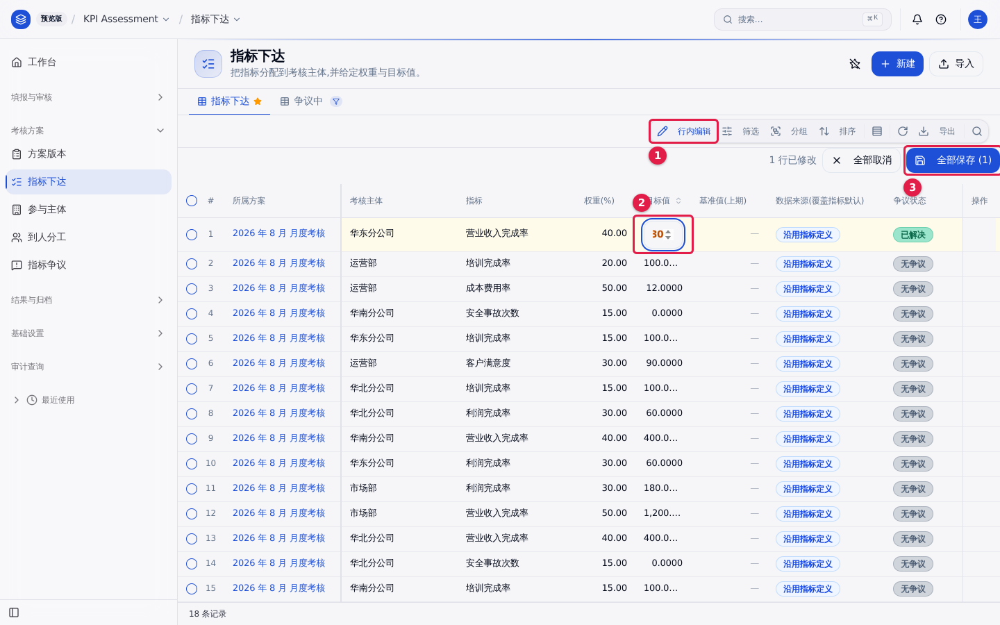 预览版 / KPI Assessment / 指标下达 搜索... ⌘K 王
工作台
填报与审核
考核方案
方案版本
指标下达
参与主体
到人分工
指标争议
结果与归档
基础设置
审计查询
最近使用
指标下达
把指标分配到考核主体,并给定权重与目标值。
新建 导入
指标下达 争议中
行内编辑 筛选 分组 排序 导出
1
1 行已修改 全部取消 全部保存 (1)
3
2
# 所属方案 考核主体 指标 权重(%) 标值 基准值(上期) 数据来源(覆盖指标默认) 争议状态 操作
1 2026 年 8 月 月度考核 华东分公司 营业收入完成率 40.00 30 — 沿用指标定义 已解决
2 2026 年 8 月 月度考核 运营部 培训完成率 20.00 100.0... — 沿用指标定义 无争议
3 2026 年 8 月 月度考核 运营部 成本费用率 50.00 12.0000 — 沿用指标定义 无争议
4 2026 年 8 月 月度考核 华南分公司 安全事故次数 15.00 0.0000 — 沿用指标定义 无争议
5 2026 年 8 月 月度考核 华东分公司 培训完成率 15.00 100.0... — 沿用指标定义 无争议
6 2026 年 8 月 月度考核 运营部 客户满意度 30.00 90.0000 — 沿用指标定义 无争议
7 2026 年 8 月 月度考核 华北分公司 培训完成率 15.00 100.0... — 沿用指标定义 无争议
8 2026 年 8 月 月度考核 华北分公司 利润完成率 30.00 60.0000 — 沿用指标定义 无争议
9 2026 年 8 月 月度考核 华南分公司 营业收入完成率 40.00 400.0... — 沿用指标定义 无争议
10 2026 年 8 月 月度考核 华东分公司 利润完成率 30.00 60.0000 — 沿用指标定义 无争议
11 2026 年 8 月 月度考核 市场部 利润完成率 30.00 180.0... — 沿用指标定义 无争议
12 2026 年 8 月 月度考核 市场部 营业收入完成率 50.00 1,200.... — 沿用指标定义 无争议
13 2026 年 8 月 月度考核 华北分公司 营业收入完成率 40.00 400.0... — 沿用指标定义 无争议
14 2026 年 8 月 月度考核 华北分公司 安全事故次数 15.00 0.0000 — 沿用指标定义 无争议
15 2026 年 8 月 月度考核 华南分公司 培训完成率 15.00 100.0... — 沿用指标定义 无争议
18 条记录